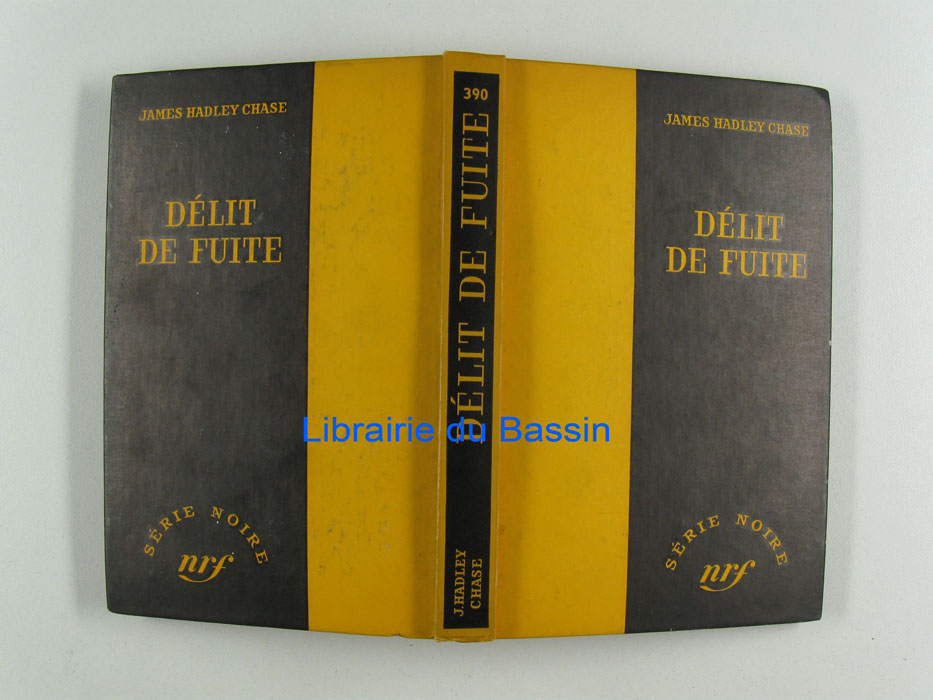 JAMES HADLEY CHASE
DÉLIT
DE FUITE
SÉRIE NOIRE
nrf
390
DÉLIT DE FUITE
J. HADLEY
CHASE
JAMES HADLEY CHASE
DÉLIT
DE FUITE
SÉRIE NOIRE
nrf
Librairie du Bassin